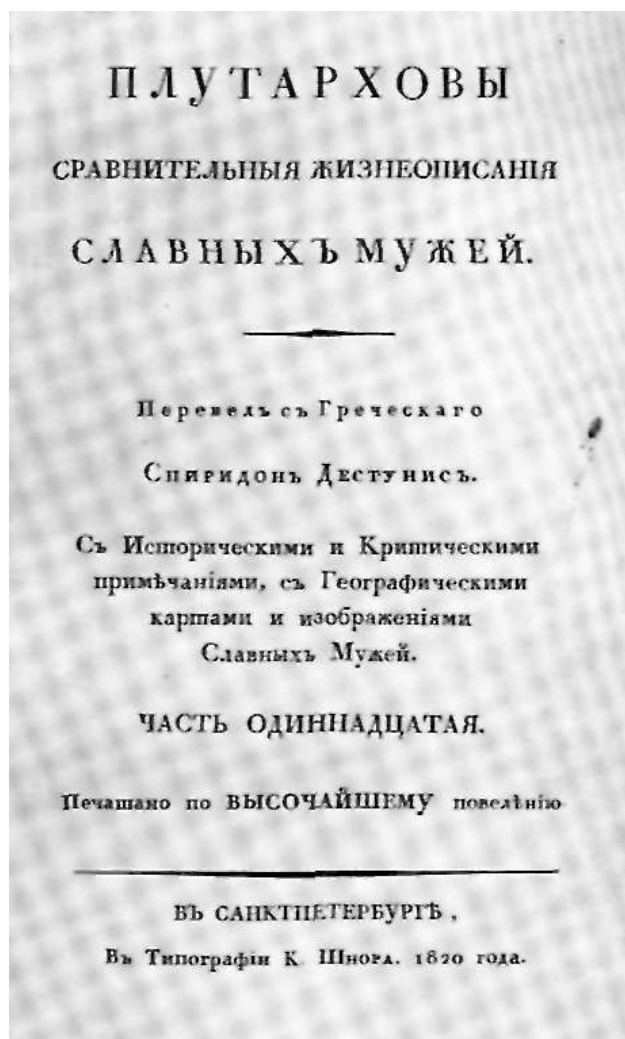 ПЛУТАРХОВЫ
СРАВНИТЕЛЬНЫЯ ЖИЗНЕОПИСАНІЯ
СЛАВНЫХЪ МУЖЕЙ.
Перевелъ съ Греческаго
Спиридонъ Дестунисъ.
Съ Историческими и Критическими
примѣчаніями, съ Географическими
картами и изображеніями
Славныхъ Мужей.
ЧАСТЬ ОДИННАДЦАТАЯ.
Печатано по ВЫСОЧАЙШЕМУ повелѣнію
ВЪ САНКТПЕТЕРБУРГѢ,
Въ Типографіи К. Шнора. 1820 года.